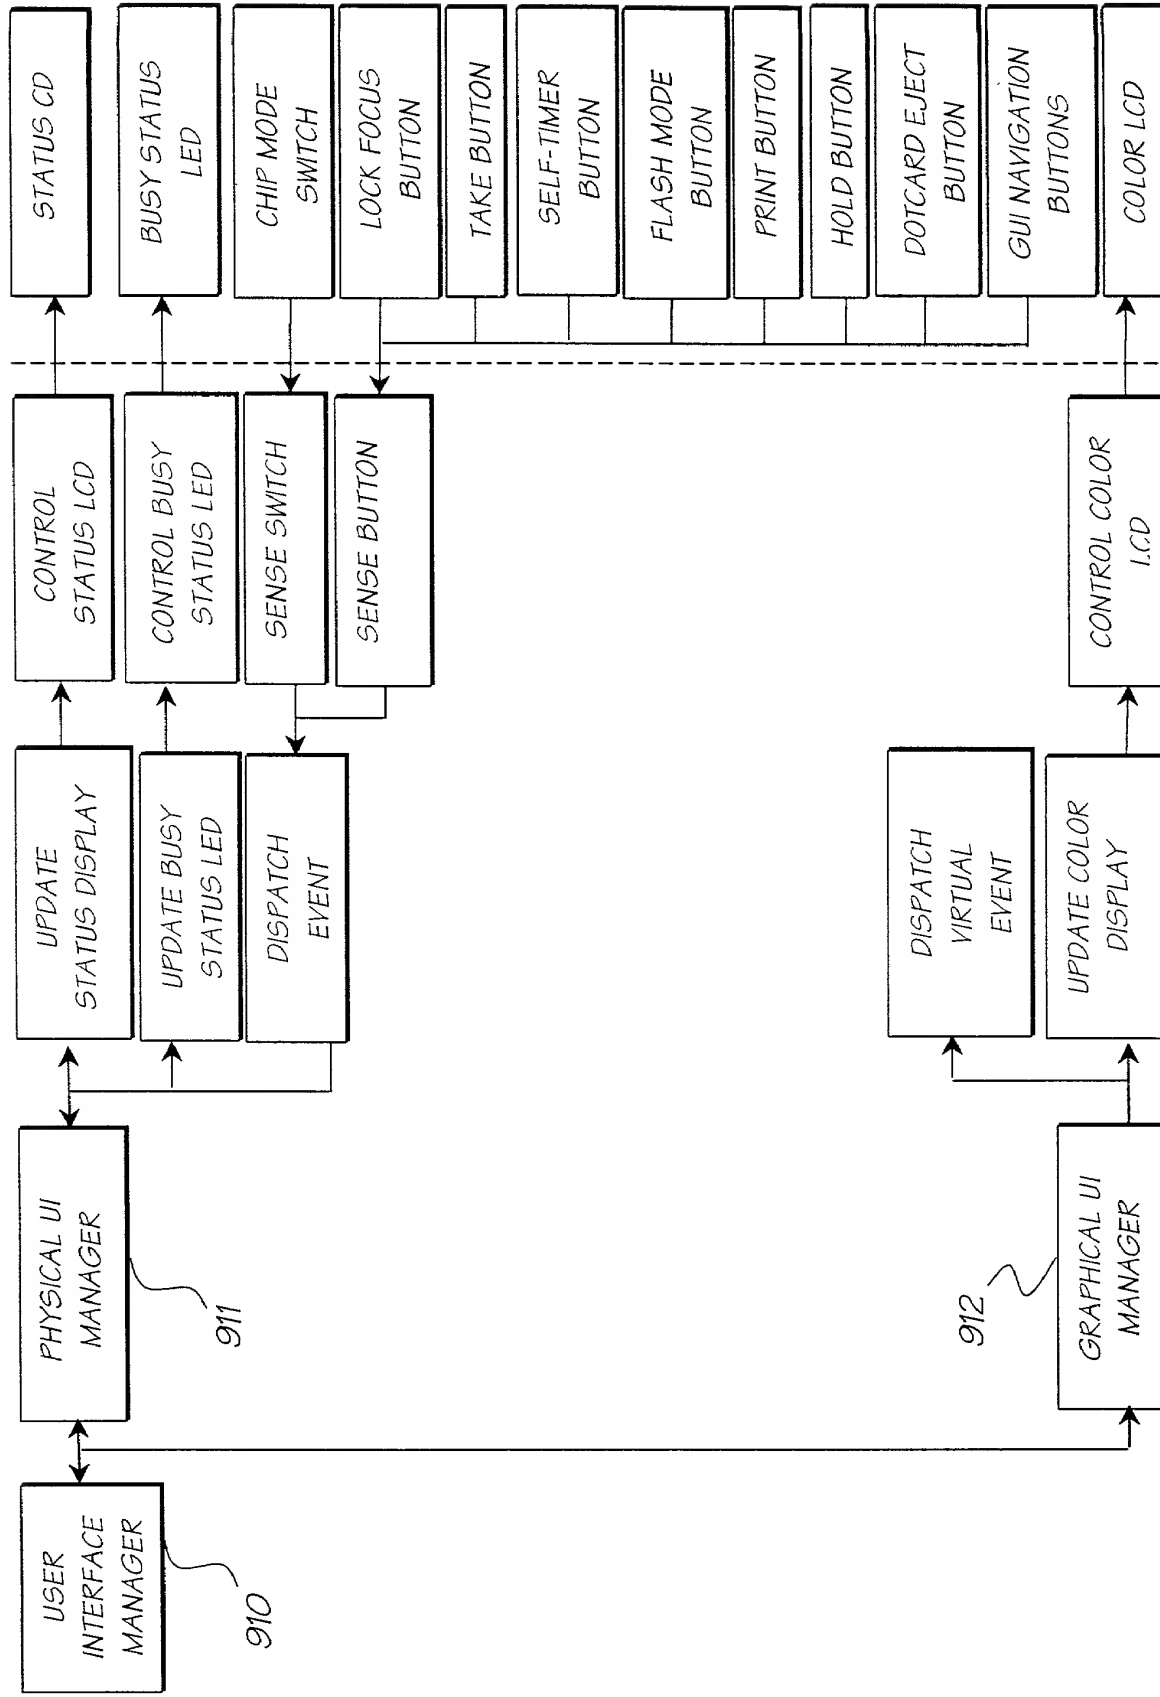 USER
INTERFACE
MANAGER
910
PHYSICAL UI
MANAGER
911
GRAPHICAL UI
MANAGER
912
UPDATE
STATUS DISPLAY
UPDATE BUSY
STATUS LED
DISPATCH
EVENT
DISPATCH
VIRTUAL
EVENT
UPDATE COLOR
DISPLAY
CONTROL
STATUS LCD
CONTROL BUSY
STATUS LED
SENSE SWITCH
SENSE BUTTON
CONTROL COLOR
LCD
STATUS CD
BUSY STATUS
LED
CHIP MODE
SWITCH
LOCK FOCUS
BUTTON
TAKE BUTTON
SELF-TIMER
BUTTON
FLASH MODE
BUTTON
PRINT BUTTON
HOLD BUTTON
DOTCARD EJECT
BUTTON
GUI NAVIGATION
BUTTONS
COLOR LCD